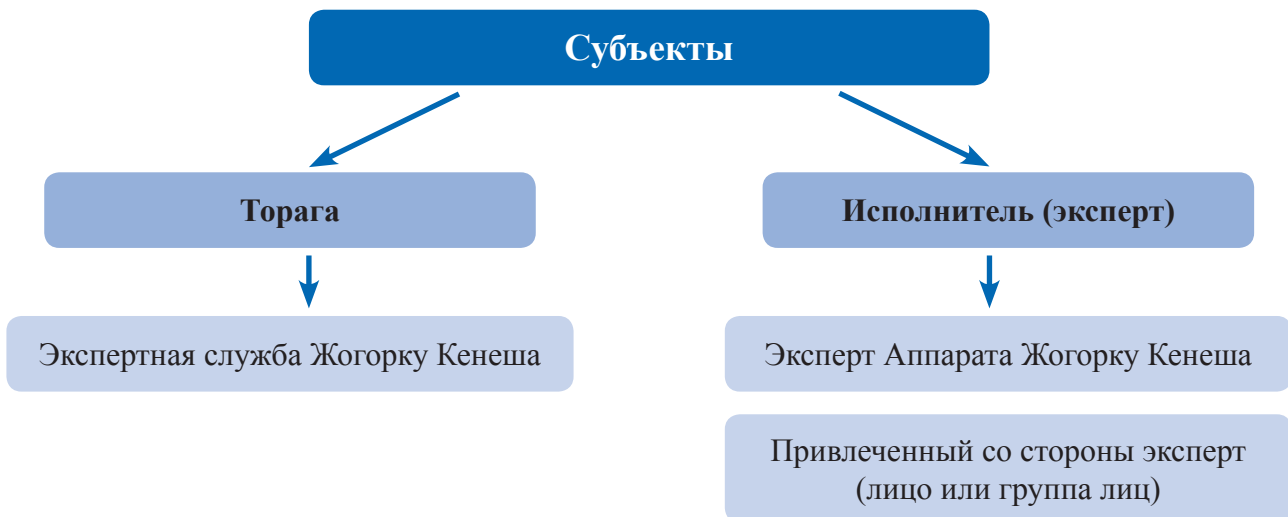 Субъекты
Торага
Исполнитель (эксперт)
Экспертная служба Жогорку Кенеша
Эксперт Аппарата Жогорку Кенеша
Привлеченный со стороны эксперт
(лицо или группа лиц)